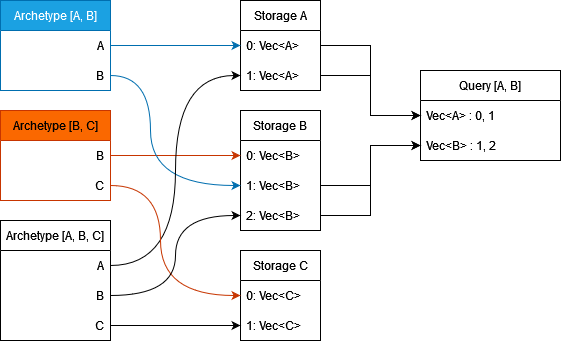 Archetype [A, B]
A
B
Archetype [B, C]
B
C
Archetype [A, B, C]
A
B
C
Storage A
0: Vec<A>
1: Vec<A>
Storage B
0: Vec<B>
1: Vec<B>
2: Vec<B>
Storage C
0: Vec<C>
1: Vec<C>
Query [A, B]
Vec<A> : 0, 1
Vec<B> : 1, 2